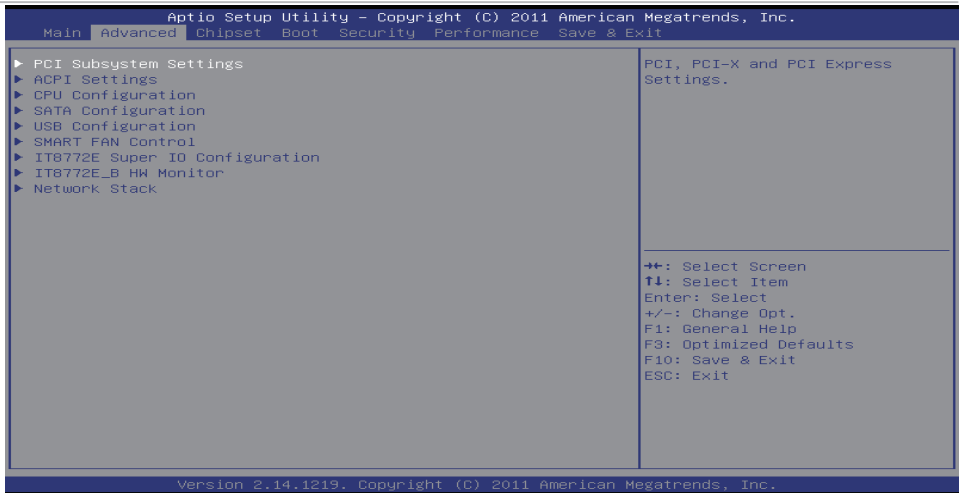 Aptio Setup Utility – Copyright (C) 2011 American Megatrends, Inc.
Main Advanced Chipset Boot Security Performance Save & Exit
▶ PCI Subsystem Settings
▶ ACPI Settings
▶ CPU Configuration
▶ SATA Configuration
▶ USB Configuration
▶ SMART FAN Control
▶ IT8772E Super IO Configuration
▶ IT8772E_B HW Monitor
▶ Network Stack
PCI, PCI-X and PCI Express
Settings.
→←: Select Screen
↑↓: Select Item
Enter: Select
+/-: Change Opt.
F1: General Help
F3: Optimized Defaults
F10: Save & Exit
ESC: Exit
Version 2.14.1219. Copyright (C) 2011 American Megatrends, Inc.